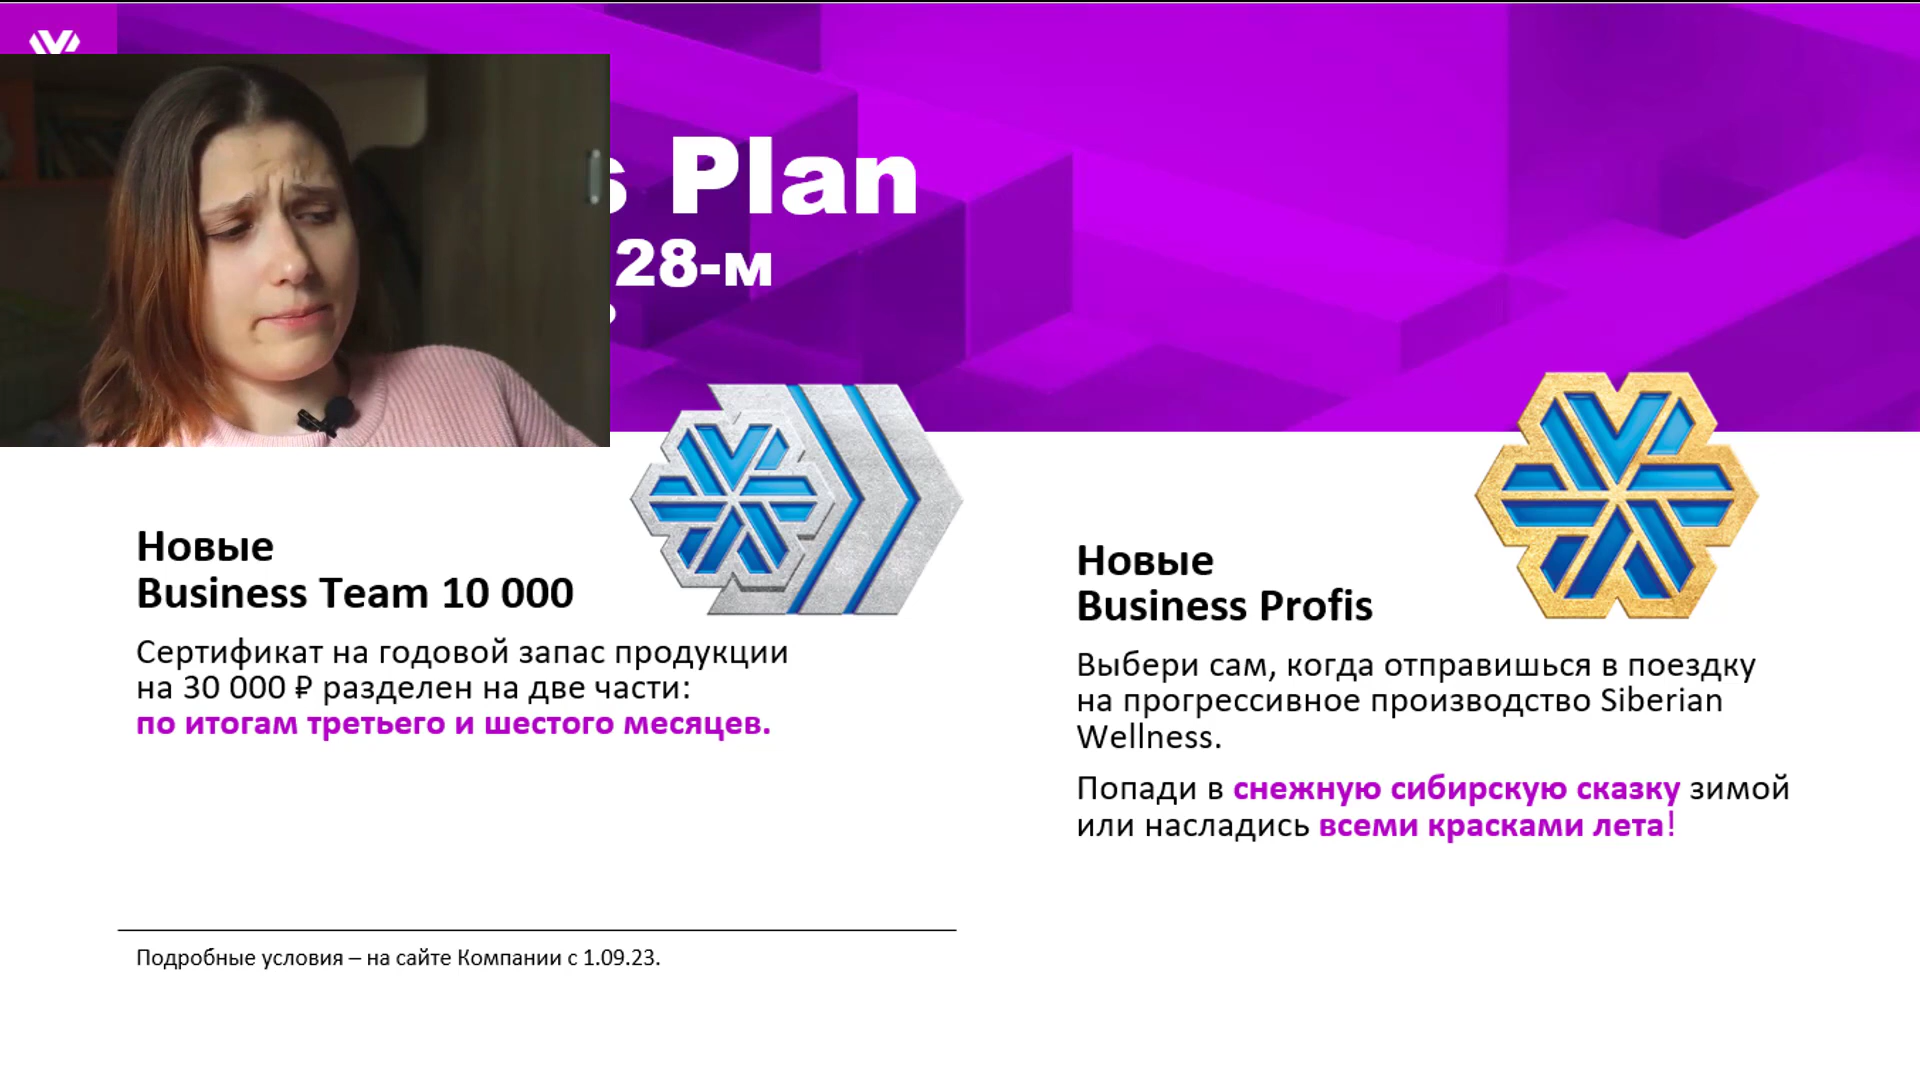 Plan
28-м
Новые
Business Team 10 000
Сертификат на годовой запас продукции
на 30 000 ₽ разделен на две части:
по итогам третьего и шестого месяцев.
Новые
Business Profis
Выбери сам, когда отправишься в поездку
на прогрессивное производство Siberian
Wellness.
Попади в снежную сибирскую сказку зимой
или насладись всеми красками лета!
Подробные условия – на сайте Компании с 1.09.23.